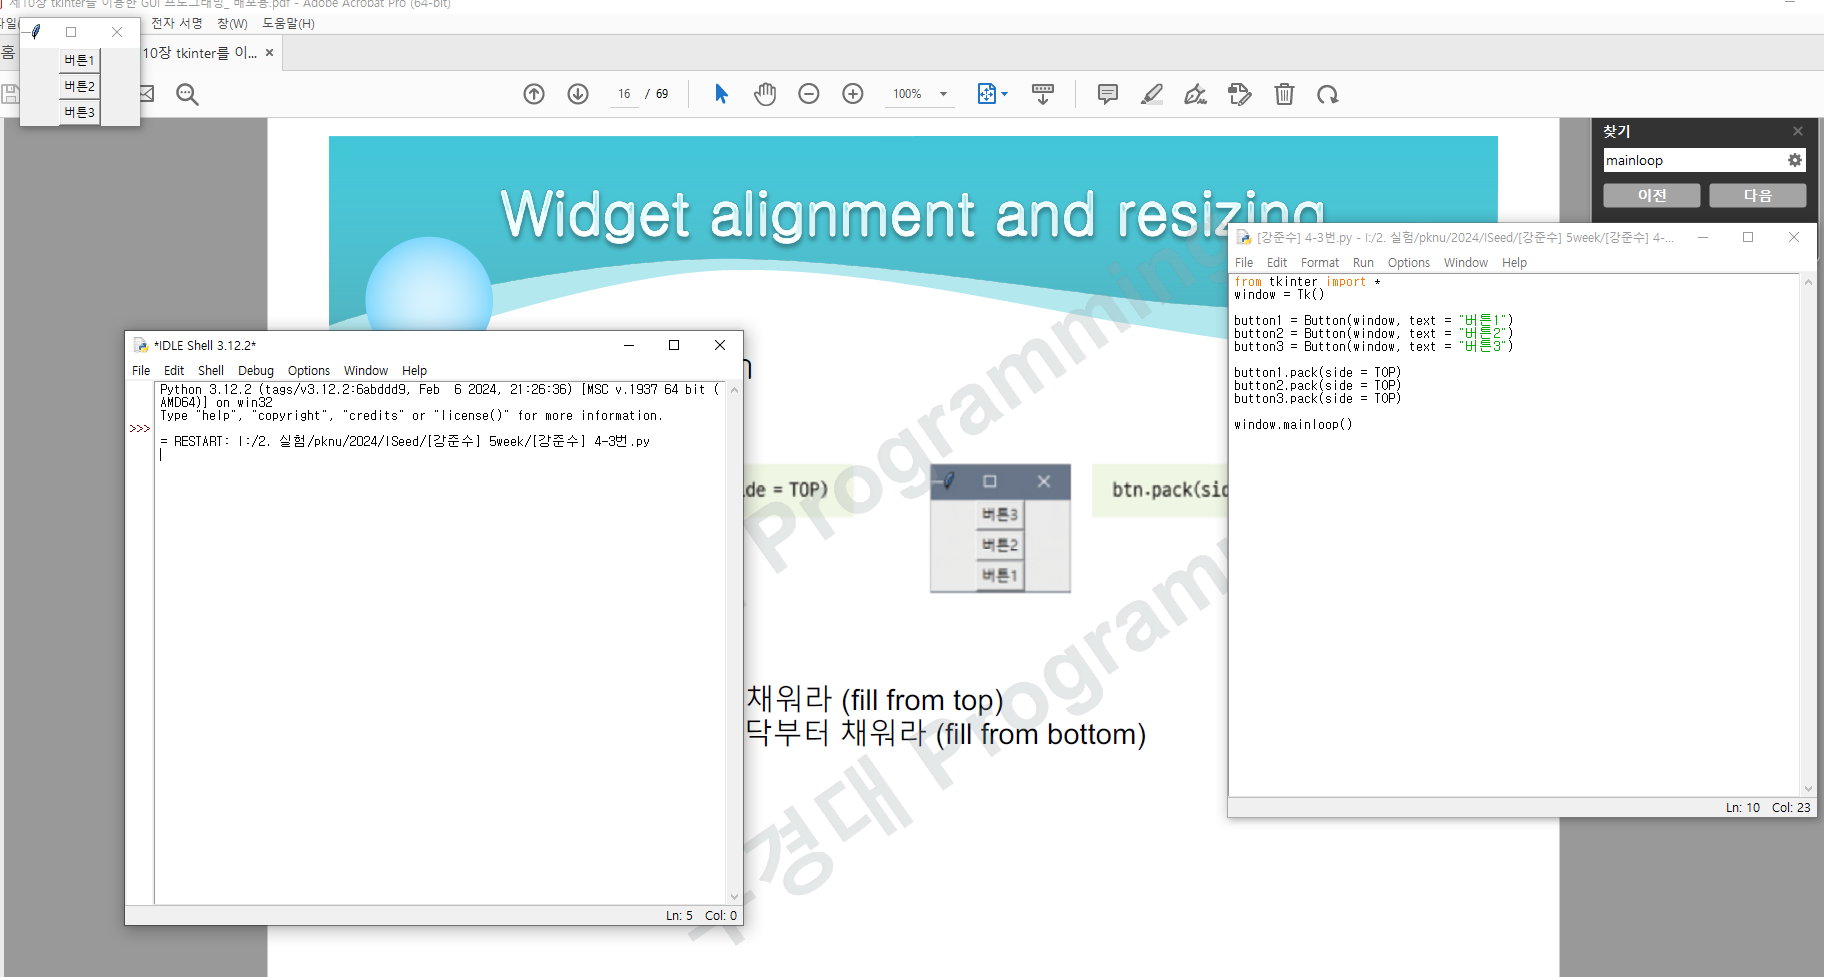 제10장 tkinter를 이용한 GUI 프로그래밍_ 배포용.pdf - Adobe Acrobat Pro (64-bit)
전자 서명 창(W) 도움말(H)
홈
10장 tkinter를 이... ×
버튼1
버튼2
버튼3
16 / 69
100%
찾기
mainloop
이전 다음
Widget alignment and resizing
[강준수] 4-3번.py - I:/2. 실험/pknu/2024/ISeed/[강준수] 5week/[강준수] 4-...
File Edit Format Run Options Window Help
from tkinter import *
window = Tk()
button1 = Button(window, text = "버튼1")
button2 = Button(window, text = "버튼2")
button3 = Button(window, text = "버튼3")
button1.pack(side = TOP)
button2.pack(side = TOP)
button3.pack(side = TOP)
window.mainloop()
Ln: 10 Col: 23
*IDLE Shell 3.12.2*
File Edit Shell Debug Options Window Help
Python 3.12.2 (tags/v3.12.2:6abddd9, Feb  6 2024, 21:26:36) [MSC v.1937 64 bit (
AMD64)] on win32
Type "help", "copyright", "credits" or "license()" for more information.
>>>
= RESTART: I:/2. 실험/pknu/2024/ISeed/[강준수] 5week/[강준수] 4-3번.py
Ln: 5 Col: 0
de = TOP)
버튼3
버튼2
버튼1
btn.pack(sid
채워라 (fill from top)
닥부터 채워라 (fill from bottom)
Programming
경대 Programm